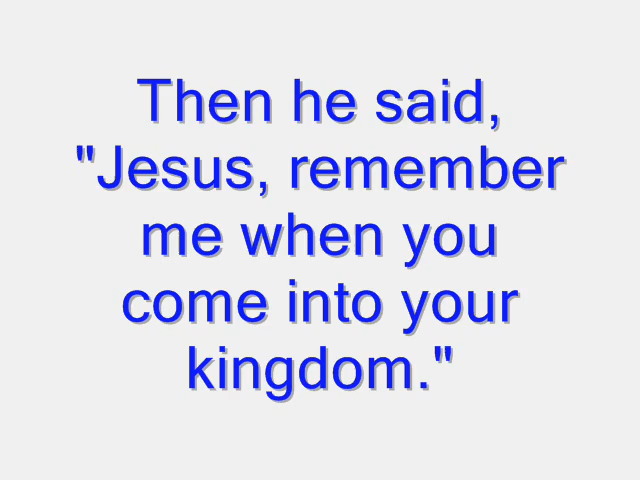 Then he said,
"Jesus, remember
me when you
come into your
kingdom."